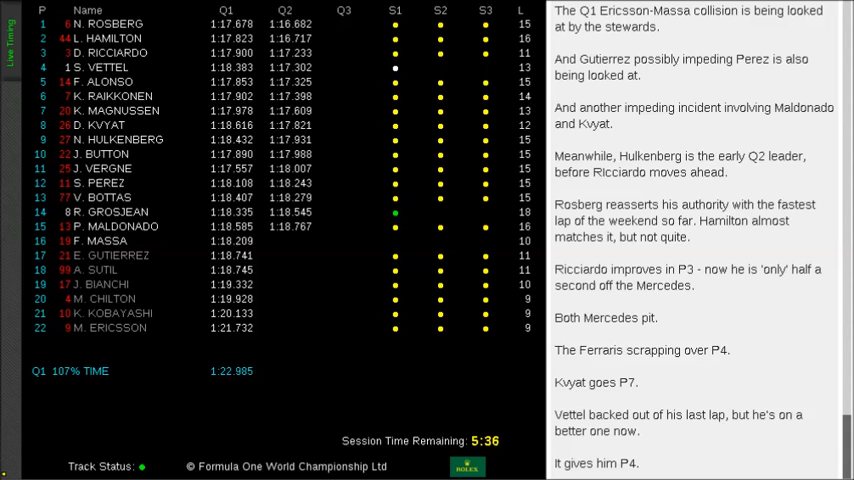 Live Timing
P Name Q1 Q2 Q3 S1 S2 S3 L
1 6 N. ROSBERG 1:17.678 1:16.682 15
2 44 L. HAMILTON 1:17.823 1:16.717 16
3 3 D. RICCIARDO 1:17.900 1:17.233 11
4 1 S. VETTEL 1:18.383 1:17.302 13
5 14 F. ALONSO 1:17.853 1:17.325 15
6 7 K. RAIKKONEN 1:17.902 1:17.398 14
7 20 K. MAGNUSSEN 1:17.978 1:17.609 13
8 26 D. KVYAT 1:18.616 1:17.821 12
9 27 N. HULKENBERG 1:18.432 1:17.931 15
10 22 J. BUTTON 1:17.890 1:17.988 14
11 25 J. VERGNE 1:17.557 1:18.007 15
12 11 S. PEREZ 1:18.108 1:18.243 15
13 77 V. BOTTAS 1:18.407 1:18.279 15
14 8 R. GROSJEAN 1:18.335 1:18.545 18
15 13 P. MALDONADO 1:18.585 1:18.767 16
16 19 F. MASSA 1:18.209 10
17 21 E. GUTIERREZ 1:18.741 11
18 99 A. SUTIL 1:18.745 11
19 17 J. BIANCHI 1:19.332 10
20 4 M. CHILTON 1:19.928 9
21 10 K. KOBAYASHI 1:20.133 9
22 9 M. ERICSSON 1:21.732 9
Q1 107% TIME 1:22.985
Session Time Remaining: 5:36
Track Status: © Formula One World Championship Ltd ROLEX
The Q1 Ericsson-Massa collision is being looked
at by the stewards.
And Gutierrez possibly impeding Perez is also
being looked at.
And another impeding incident involving Maldonado
and Kvyat.
Meanwhile, Hulkenberg is the early Q2 leader,
before RIcciardo moves ahead.
Rosberg reasserts his authority with the fastest
lap of the weekend so far. Hamilton almost
matches it, but not quite.
Ricciardo improves in P3 - now he is 'only' half a
second off the Mercedes.
Both Mercedes pit.
The Ferraris scrapping over P4.
Kvyat goes P7.
Vettel backed out of his last lap, but he's on a
better one now.
It gives him P4.